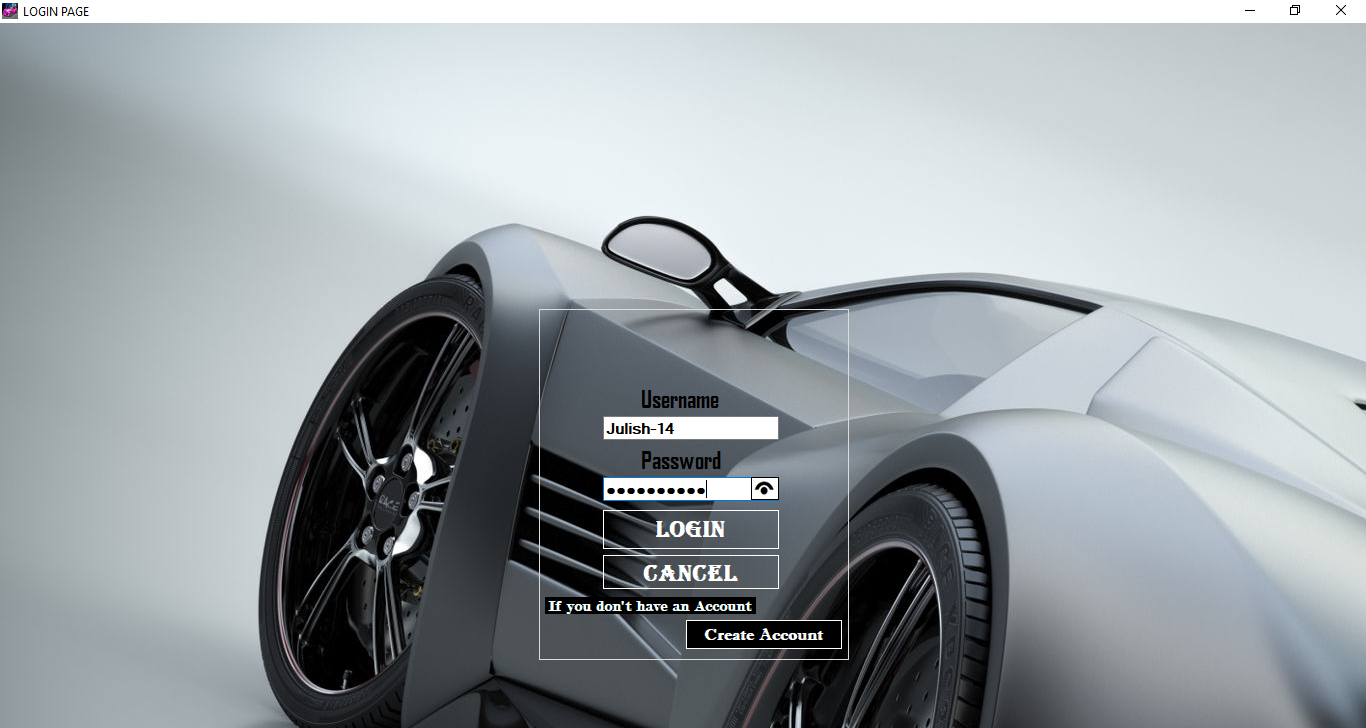 LOGIN PAGE
Username
Julish-14
Password
LOGIN
CANCEL
If you don't have an Account
Create Account